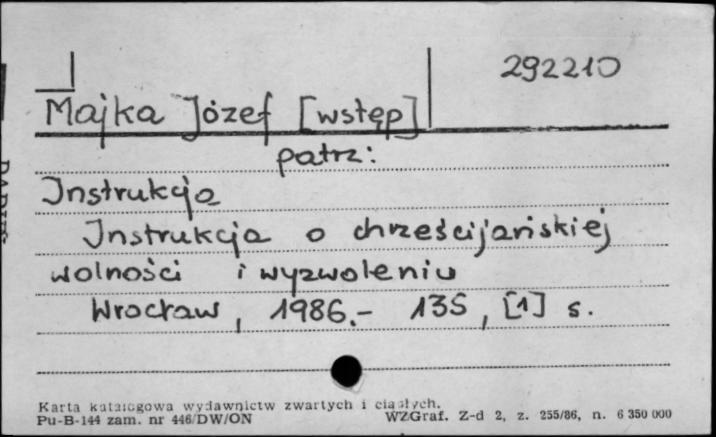 292210
Majka Józef [wstęp]
patrz:
Instrukcja
Instrukcja o chrześcijańskiej
wolności i wyzwoleniu
Wrocław, 1986.- 135, [1] s.
Karta katalogowa wydawnictw zwartych i ciągłych.
Pu-B-144 zam. nr 446/DW/ON WZGraf. Z-d 2, z. 255/86, n. 6 350 000